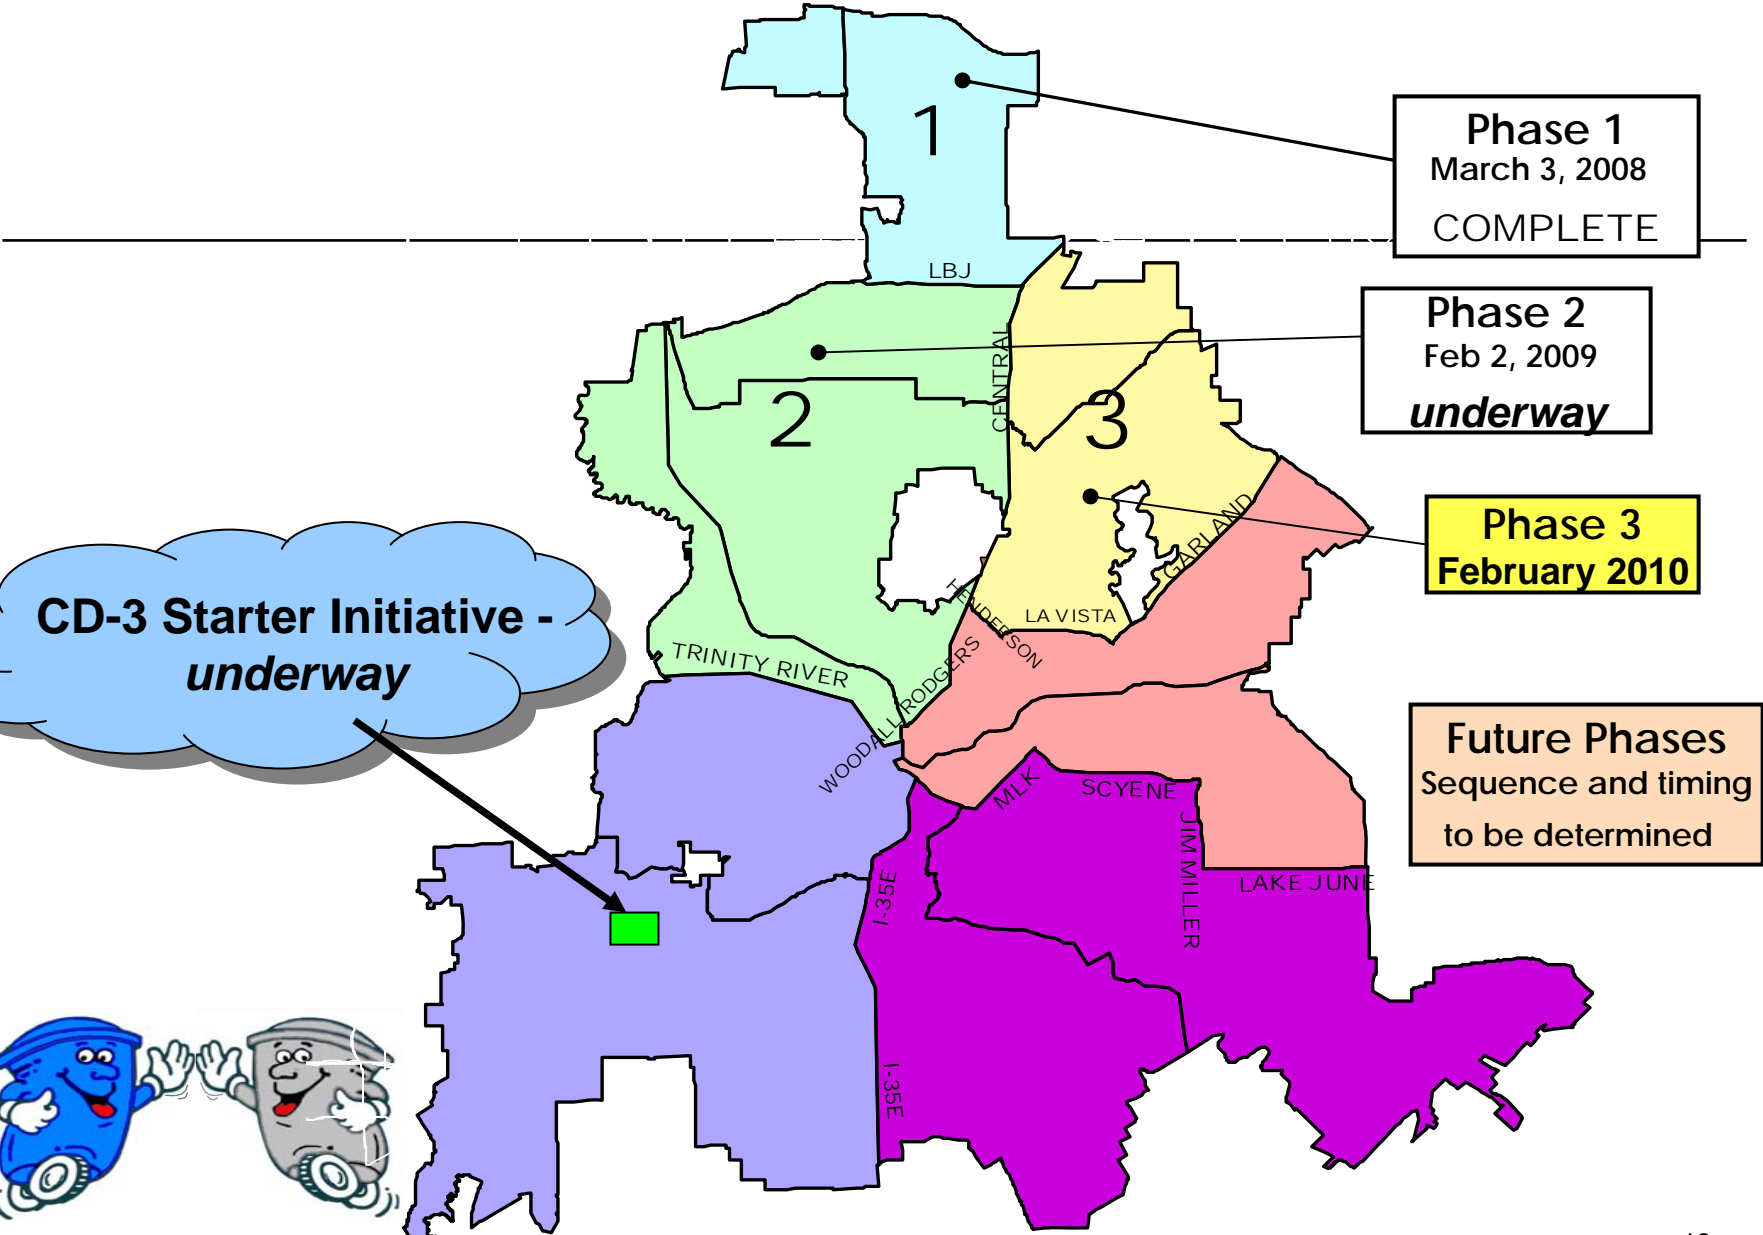 1
Phase 1
March 3, 2008
COMPLETE
LBJ
Phase 2
Feb 2, 2009
underway
CENTRAL
2
3
Phase 3
February 2010
GARLAND
HENDERSON
LA VISTA
CD-3 Starter Initiative -
underway
TRINITY RIVER
WOODALL RODGERS
Future Phases
Sequence and timing
to be determined
MLK
SCYENE
JIM MILLER
LAKE JUNE
I-35E
I-35E